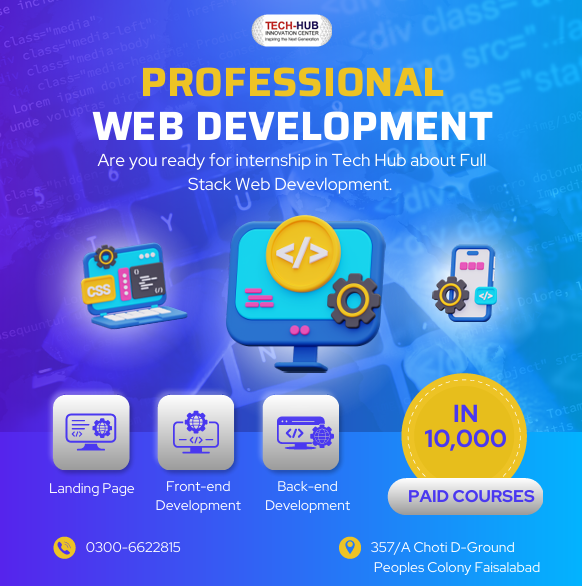 TECH-HUB
INNOVATION CENTER
Inspiring the Next Generation
PROFESSIONAL
WEB DEVELOPMENT
Are you ready for internship in Tech Hub about Full
Stack Web Devevlopment.
</>
CSS
</>
IN
10,000
PAID COURSES
Landing Page
Front-end
Development
Back-end
Development
0300-6622815
357/A Choti D-Ground
Peoples Colony Faisalabad